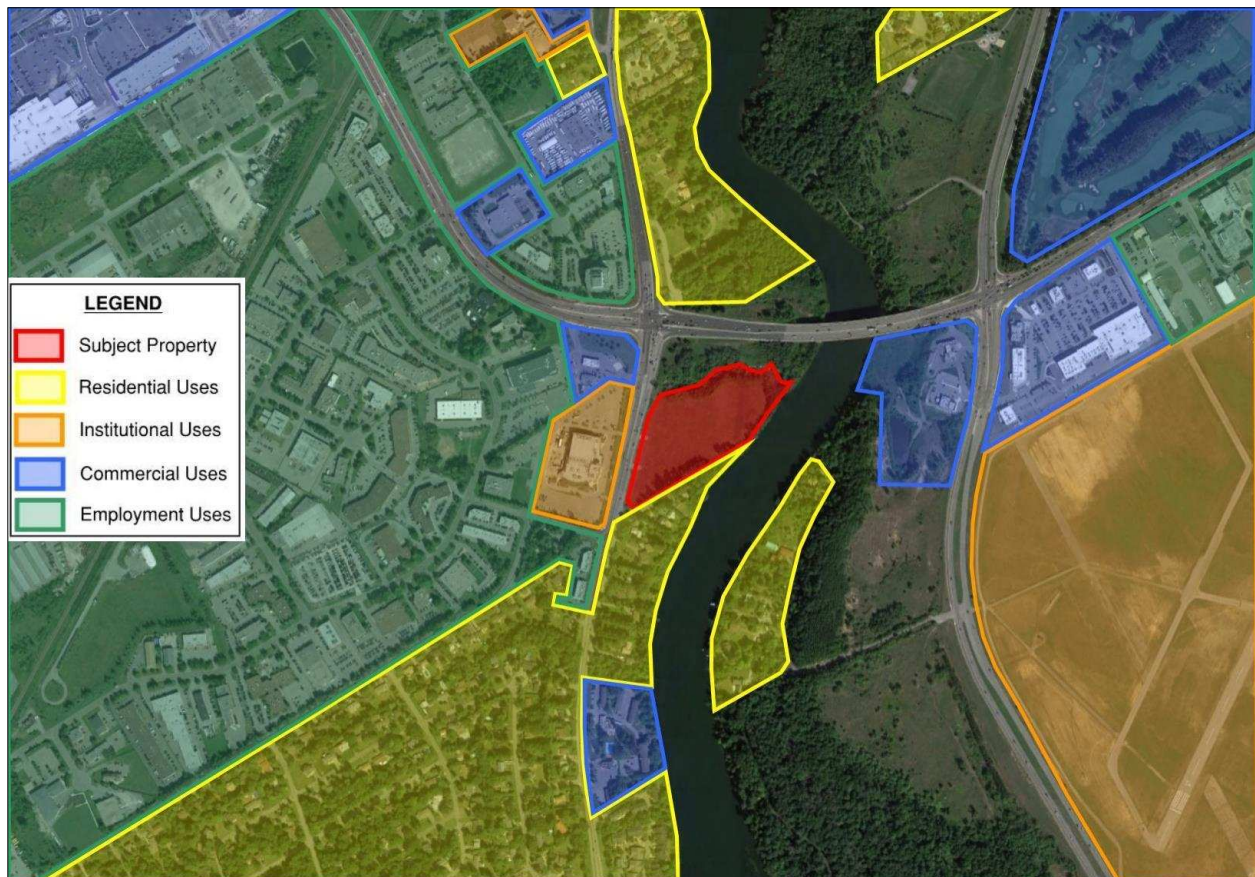 LEGEND
Subject Property
Residential Uses
Institutional Uses
Commercial Uses
Employment Uses